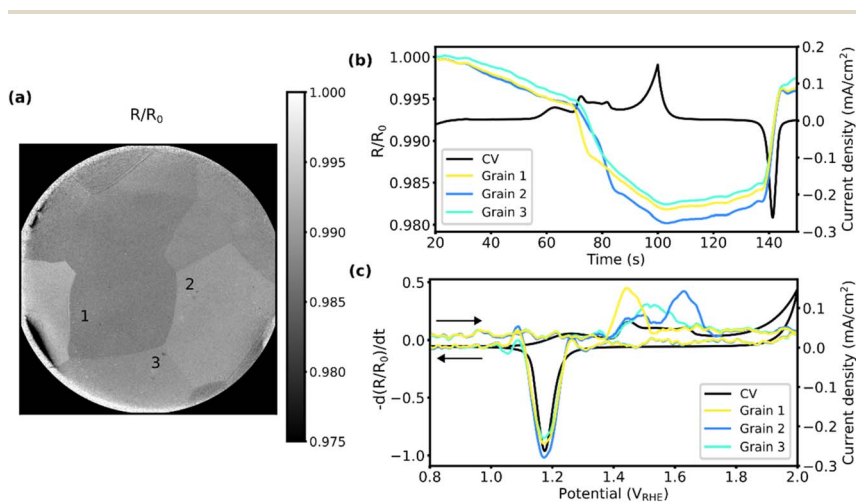 (a)
R/R0
1
2
3
1.000
0.995
0.990
0.985
0.980
0.975
(b)
R/R0
1.000
0.995
0.990
0.985
0.980
CV
Grain 1
Grain 2
Grain 3
0.2
0.1
0.0
−0.1
−0.2
−0.3
Current density (mA/cm²)
20 40 60 80 100 120 140
Time (s)
(c)
-d(R/R0)/dt
0.5
0.0
−0.5
−1.0
CV
Grain 1
Grain 2
Grain 3
0.2
0.1
0.0
−0.1
−0.2
−0.3
Current density (mA/cm²)
0.8 1.0 1.2 1.4 1.6 1.8 2.0
Potential (VRHE)